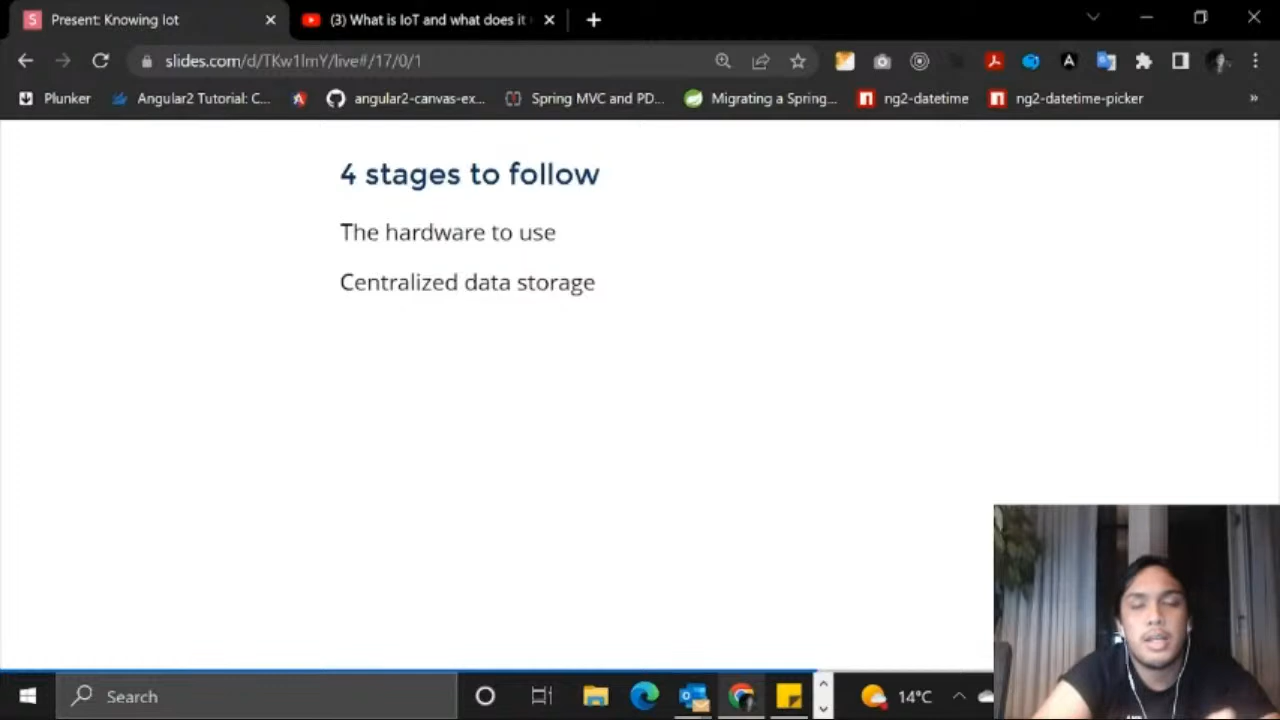 Present: Knowing Iot
(3) What is IoT and what does it
slides.com/d/TKw1lmY/live#/17/0/1
Plunker
Angular2 Tutorial: C...
angular2-canvas-ex...
Spring MVC and PD...
Migrating a Spring...
ng2-datetime
ng2-datetime-picker
»
4 stages to follow
The hardware to use
Centralized data storage
Search
14°C